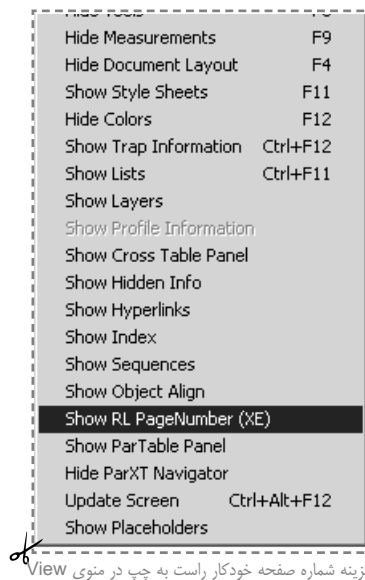 Hide Measurements F9
Hide Document Layout F4
Show Style Sheets F11
Hide Colors F12
Show Trap Information Ctrl+F12
Show Lists Ctrl+F11
Show Layers
Show Profile Information
Show Cross Table Panel
Show Hidden Info
Show Hyperlinks
Show Index
Show Sequences
Show Object Align
Show RL PageNumber (XE)
Show ParTable Panel
Hide ParXT Navigator
Update Screen Ctrl+Alt+F12
Show Placeholders
شماره صفحه خودکار راست به چپ در منوی View